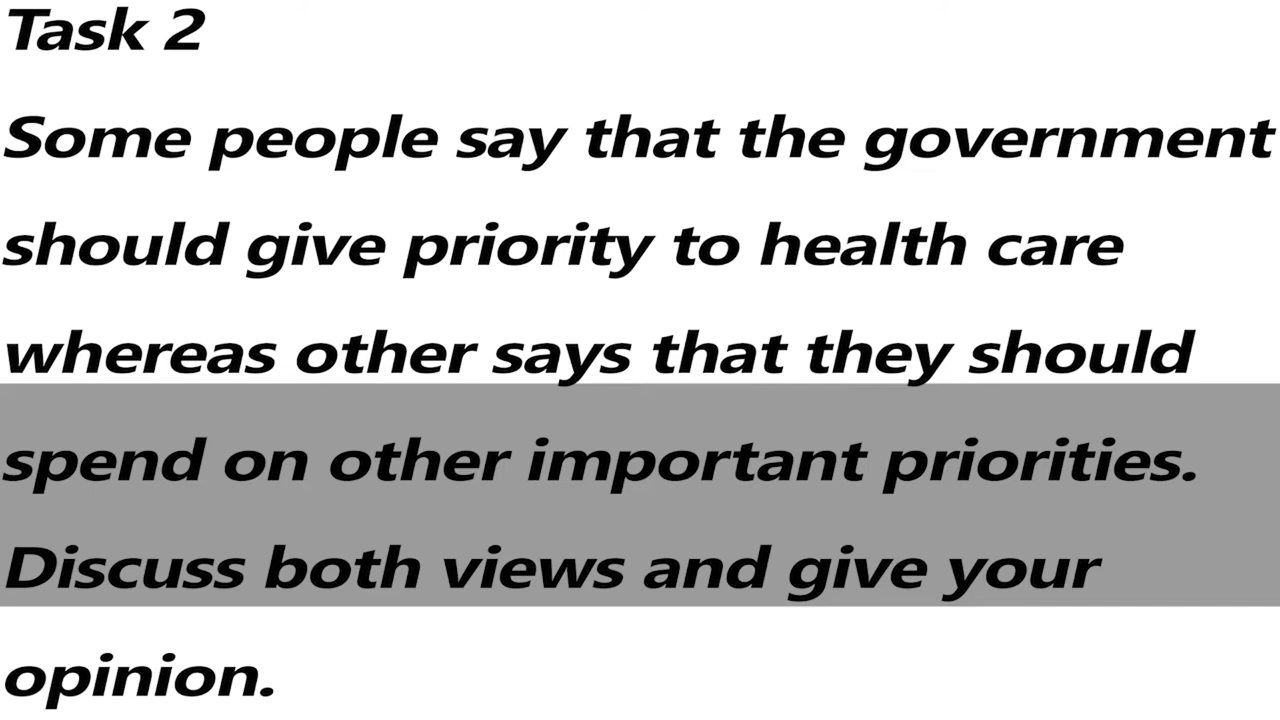 Task 2
Some people say that the government
should give priority to health care
whereas other says that they should
spend on other important priorities.
Discuss both views and give your
opinion.